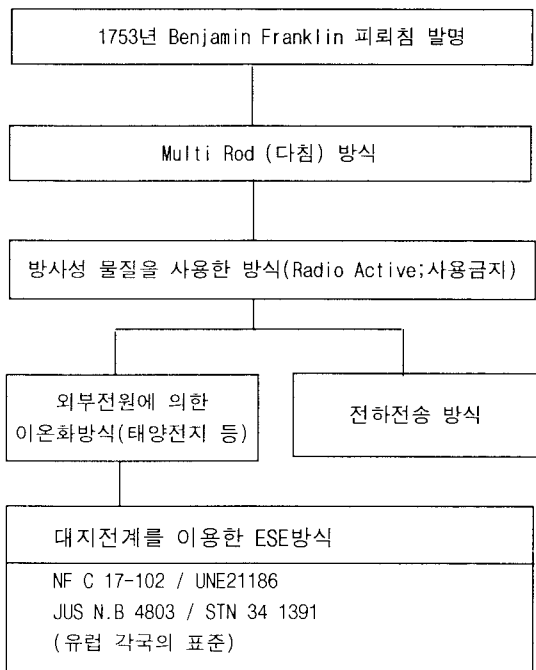 1753년 Benjamin Franklin 피뢰침 발명
Multi Rod (다침) 방식
방사성 물질을 사용한 방식(Radio Active;사용금지)
외부전원에 의한
이온화방식(태양전지 등)
전하전송 방식
대지전계를 이용한 ESE방식
NF C 17-102 / UNE21186
JUS N.B 4803 / STN 34 1391
(유럽 각국의 표준)